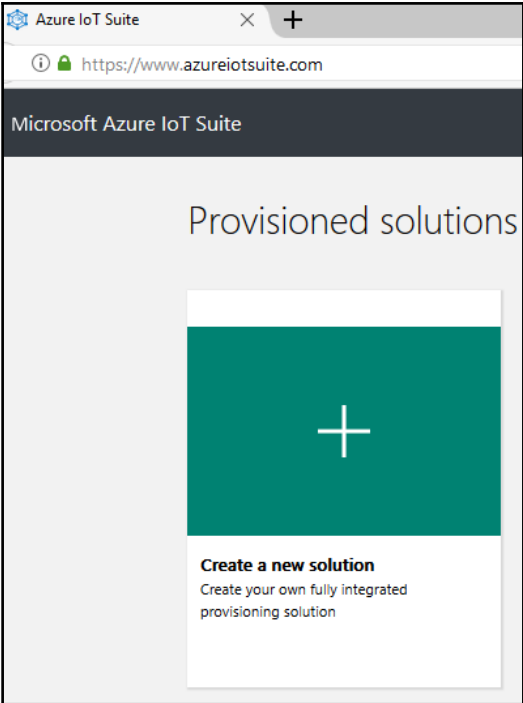 Azure IoT Suite
https://www.azureiotsuite.com
Microsoft Azure IoT Suite
Provisioned solutions
Create a new solution
Create your own fully integrated
provisioning solution